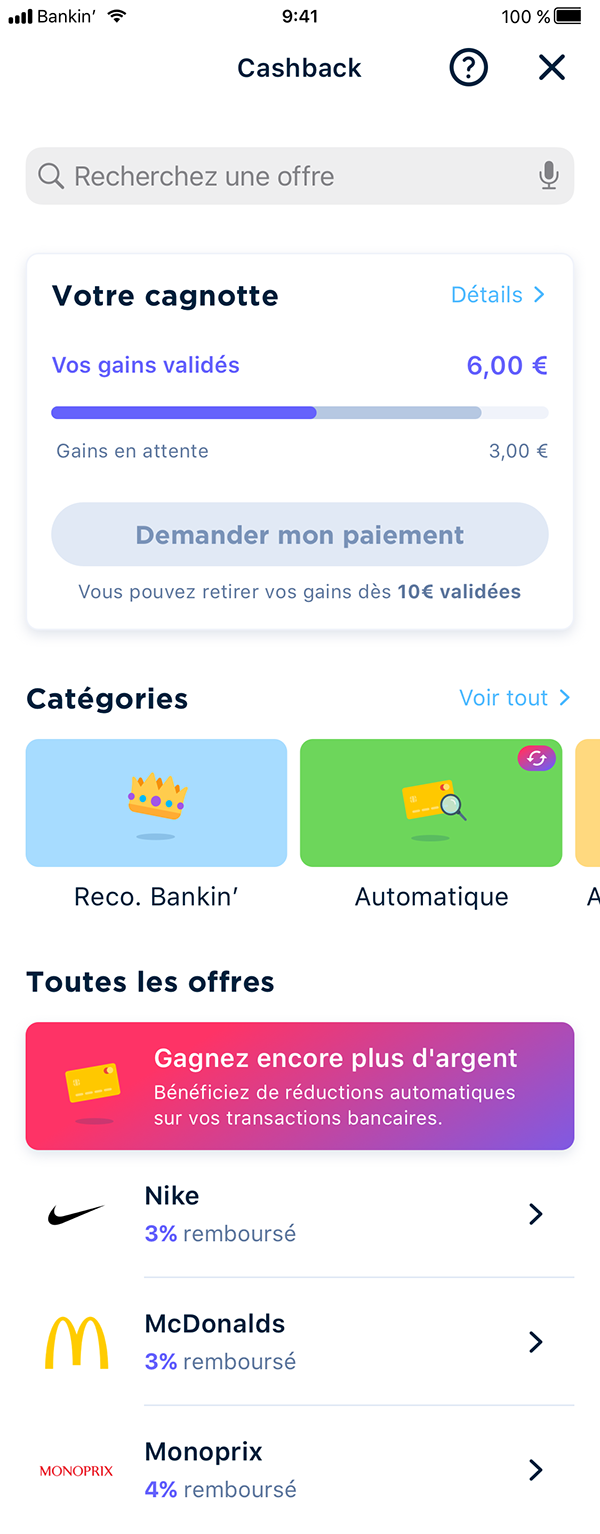 Bankin’ 9:41 100 %
Cashback
Recherchez une offre
Votre cagnotte Détails
Vos gains validés 6,00 €
Gains en attente 3,00 €
Demander mon paiement
Vous pouvez retirer vos gains dès 10€ validées
Catégories Voir tout
Reco. Bankin’ Automatique A
Toutes les offres
Gagnez encore plus d'argent
Bénéficiez de réductions automatiques
sur vos transactions bancaires.
Nike
3% remboursé
McDonalds
3% remboursé
MONOPRIX
Monoprix
4% remboursé